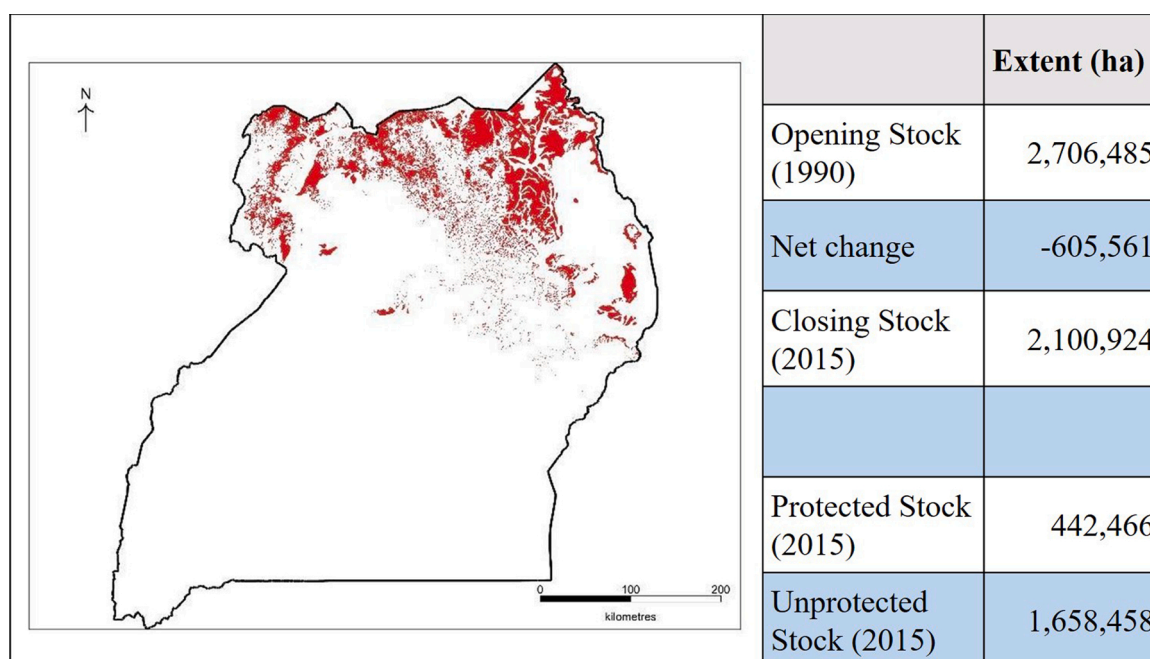 N
0 100 200
kilometres
Extent (ha)
Opening Stock
(1990)
2,706,485
Net change
-605,561
Closing Stock
(2015)
2,100,924
Protected Stock
(2015)
442,466
Unprotected
Stock (2015)
1,658,458